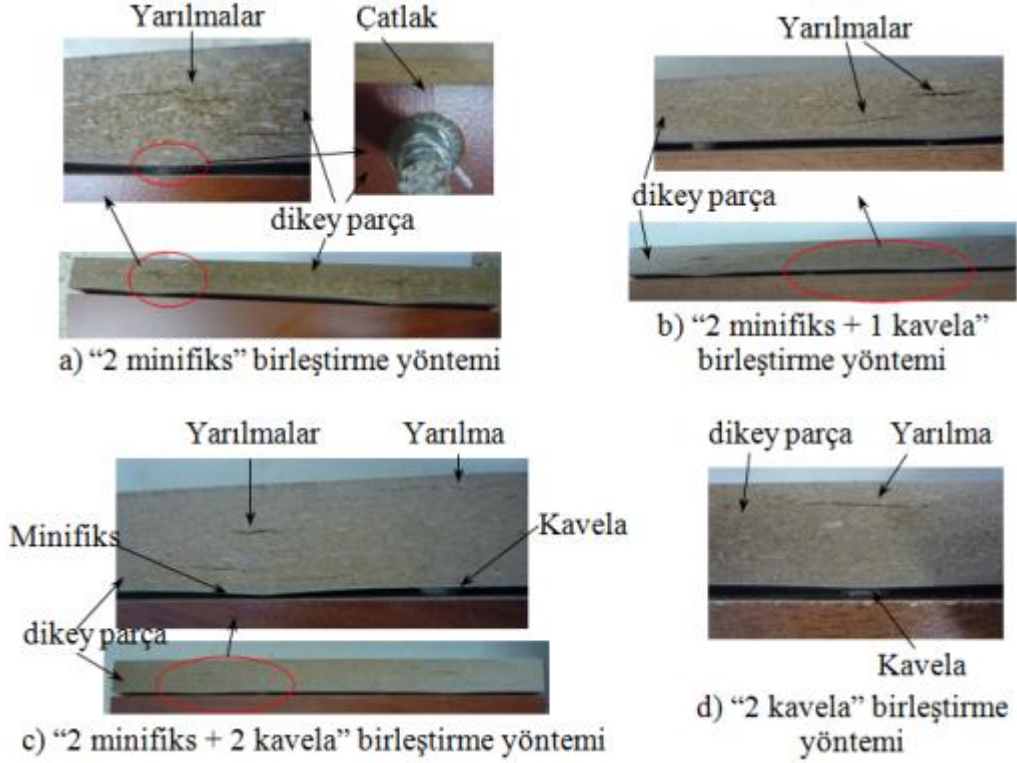 Yarılmalar
Çatlak
dikey parça
a) “2 minifiks” birleştirme yöntemi
Yarılmalar
dikey parça
b) “2 minifiks + 1 kavela”
birleştirme yöntemi
Yarılmalar
Yarılma
Minifiks
Kavela
dikey parça
c) “2 minifiks + 2 kavela” birleştirme yöntemi
dikey parça
Yarılma
Kavela
d) “2 kavela” birleştirme
yöntemi